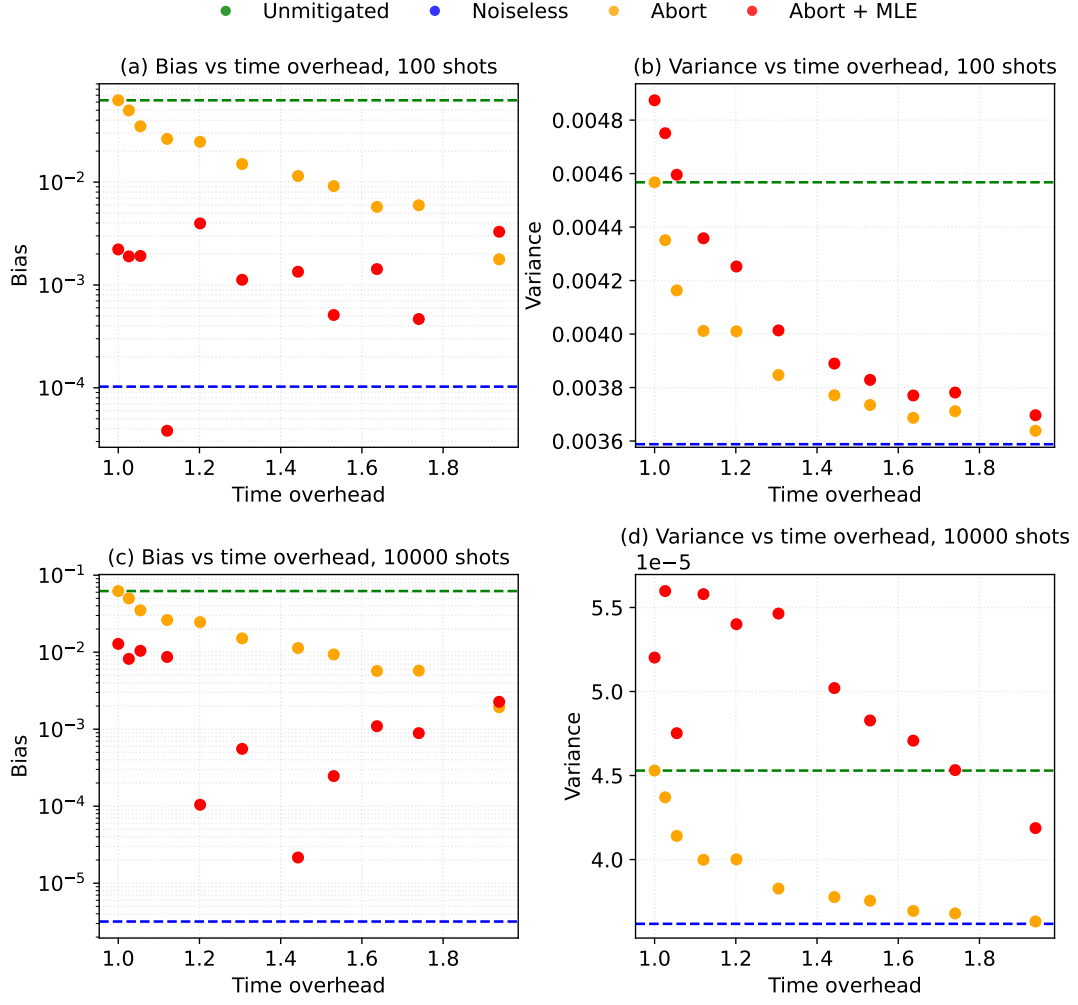 Unmitigated Noiseless Abort Abort + MLE
(a) Bias vs time overhead, 100 shots
10⁻²
10⁻³
10⁻⁴
Bias
1.0 1.2 1.4 1.6 1.8
Time overhead
(b) Variance vs time overhead, 100 shots
0.0048
0.0046
0.0044
0.0042
0.0040
0.0038
0.0036
Variance
1.0 1.2 1.4 1.6 1.8
Time overhead
(c) Bias vs time overhead, 10000 shots
10⁻¹
10⁻²
10⁻³
10⁻⁴
10⁻⁵
Bias
1.0 1.2 1.4 1.6 1.8
Time overhead
(d) Variance vs time overhead, 10000 shots
1e−5
5.5
5.0
4.5
4.0
Variance
1.0 1.2 1.4 1.6 1.8
Time overhead